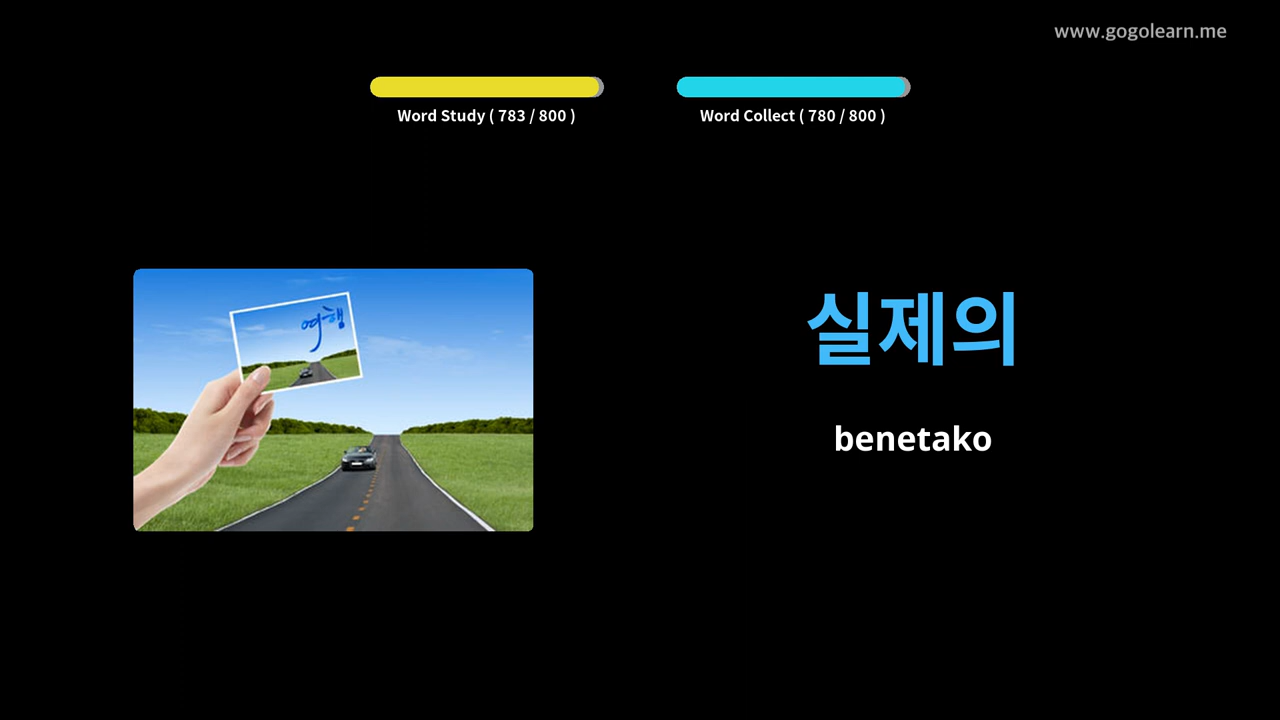 www.gogolearn.me
Word Study ( 783 / 800 )
Word Collect ( 780 / 800 )
여행
실제의
benetako